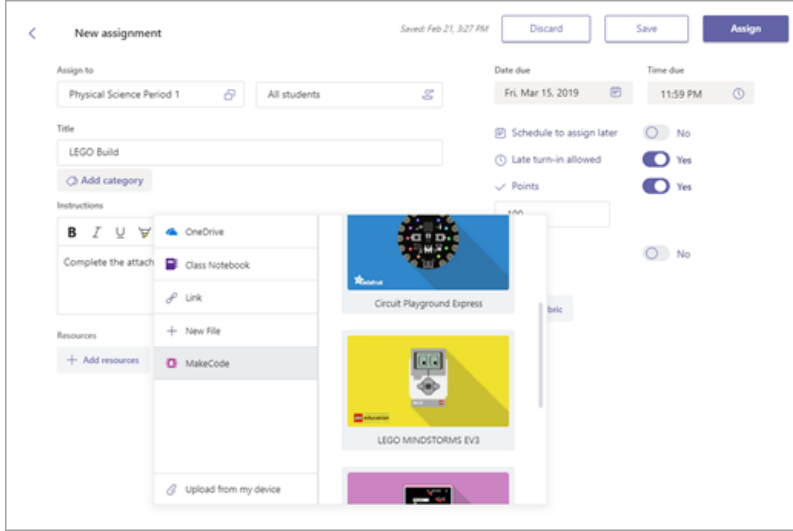 New assignment
Saved: Feb 21, 3:27 PM
Discard
Save
Assign
Assign to
Physical Science Period 1
All students
Date due
Time due
Fri, Mar 15, 2019
11:59 PM
Title
LEGO Build
Schedule to assign later
No
Late turn-in allowed
Yes
Points
Yes
100
No
Add category
Instructions
B I U
Complete the attach
Resources
+ Add resources
OneDrive
Class Notebook
Link
+ New File
MakeCode
Upload from my device
adafruit
Circuit Playground Express
education
LEGO MINDSTORMS EV3
bric